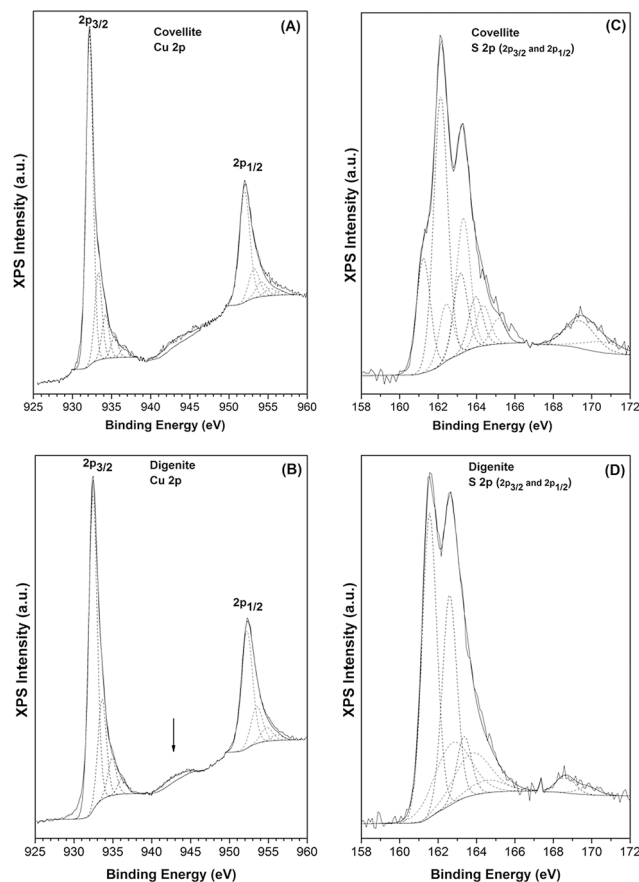 2p3/2
(A)
Covellite
Cu 2p
2p1/2
XPS Intensity (a.u.)
925 930 935 940 945 950 955 960
Binding Energy (eV)
(C)
Covellite
S 2p (2p3/2 and 2p1/2)
XPS Intensity (a.u.)
158 160 162 164 166 168 170 172
Binding Energy (eV)
2p3/2
(B)
Digenite
Cu 2p
2p1/2
XPS Intensity (a.u.)
925 930 935 940 945 950 955 960
Binding Energy (eV)
(D)
Digenite
S 2p (2p3/2 and 2p1/2)
XPS Intensity (a.u.)
158 160 162 164 166 168 170 172
Binding Energy (eV)